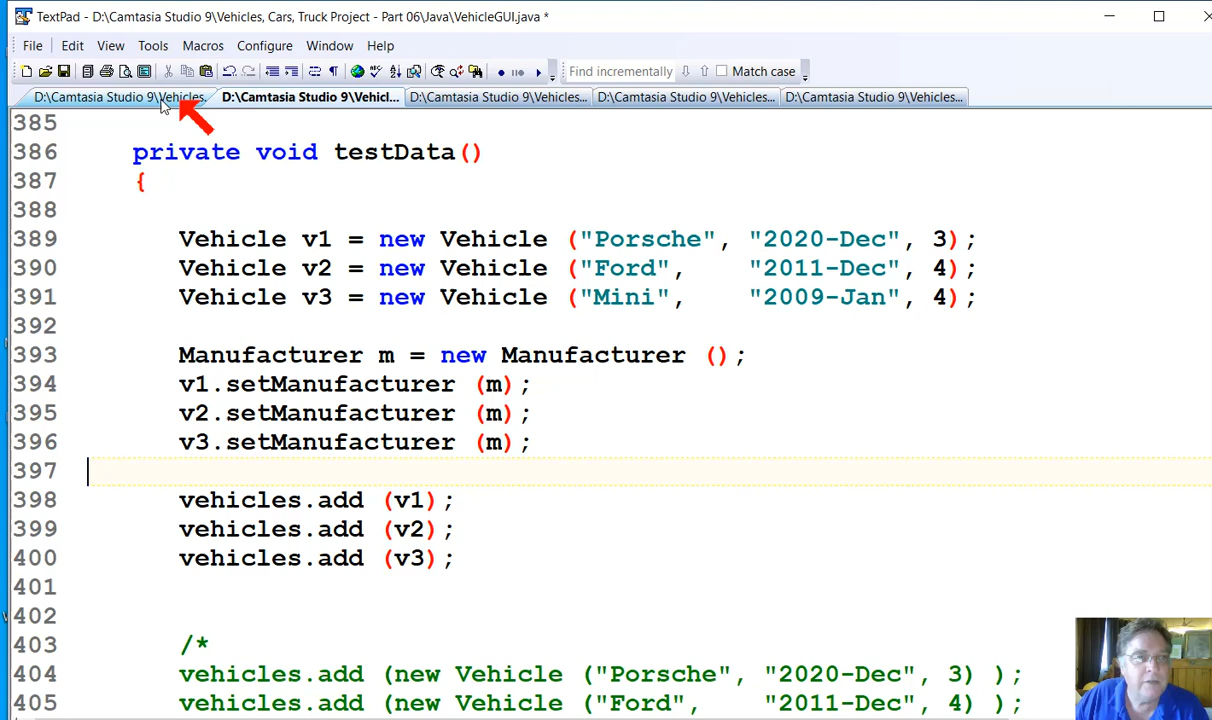 TextPad - D:\Camtasia Studio 9\Vehicles, Cars, Truck Project - Part 06\Java\VehicleGUI.java *
File Edit View Tools Macros Configure Window Help
Find incrementally Match case
D:\Camtasia Studio 9\Vehicles. D:\Camtasia Studio 9\Vehicl... D:\Camtasia Studio 9\Vehicles... D:\Camtasia Studio 9\Vehicles... D:\Camtasia Studio 9\Vehicles...
385
386 private void testData()
387 {
388
389 Vehicle v1 = new Vehicle ("Porsche", "2020-Dec", 3);
390 Vehicle v2 = new Vehicle ("Ford", "2011-Dec", 4);
391 Vehicle v3 = new Vehicle ("Mini", "2009-Jan", 4);
392
393 Manufacturer m = new Manufacturer ();
394 v1.setManufacturer (m);
395 v2.setManufacturer (m);
396 v3.setManufacturer (m);
397
398 vehicles.add (v1);
399 vehicles.add (v2);
400 vehicles.add (v3);
401
402
403 /*
404 vehicles.add (new Vehicle ("Porsche", "2020-Dec", 3) );
405 vehicles.add (new Vehicle ("Ford", "2011-Dec", 4) );